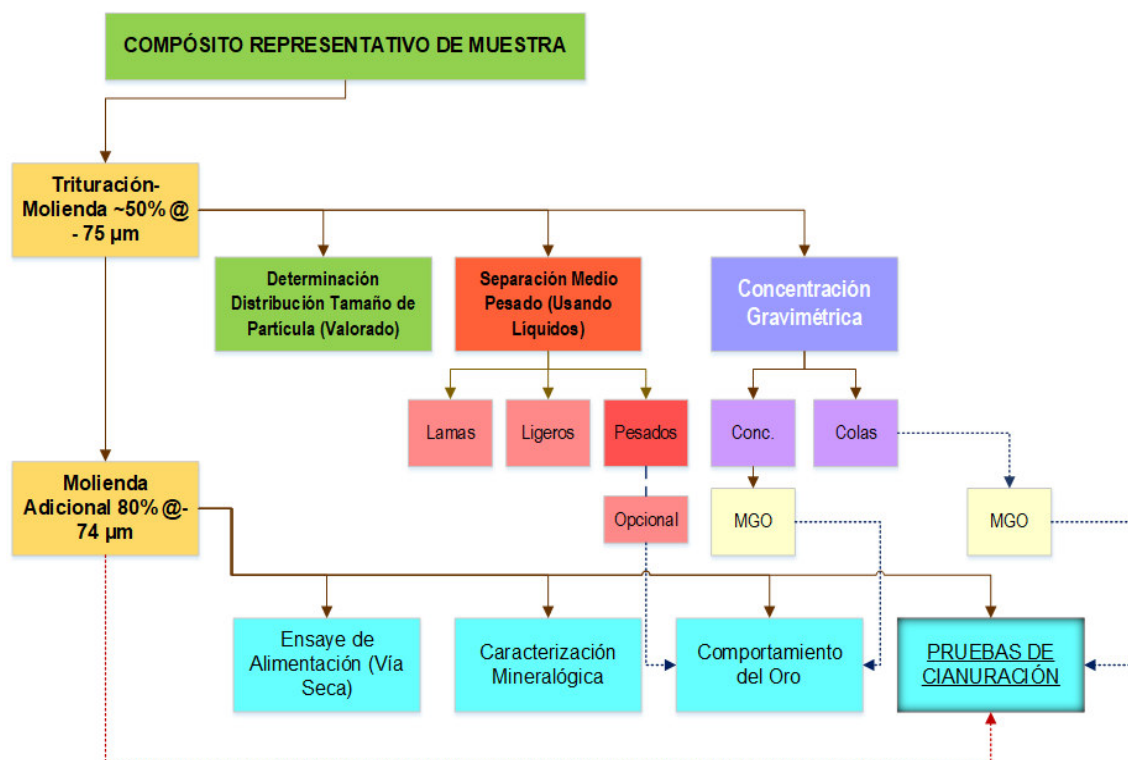 COMPÓSITO REPRESENTATIVO DE MUESTRA
Trituración-
Molienda ~50% @
- 75 µm
Determinación
Distribución Tamaño de
Partícula (Valorado)
Separación Medio
Pesado (Usando
Líquidos)
Concentración
Gravimétrica
Lamas
Ligeros
Pesados
Conc.
Colas
Molienda
Adicional 80% @-
74 µm
Opcional
MGO
MGO
Ensaye de
Alimentación (Vía
Seca)
Caracterización
Mineralógica
Comportamiento
del Oro
PRUEBAS DE
CIANURACIÓN